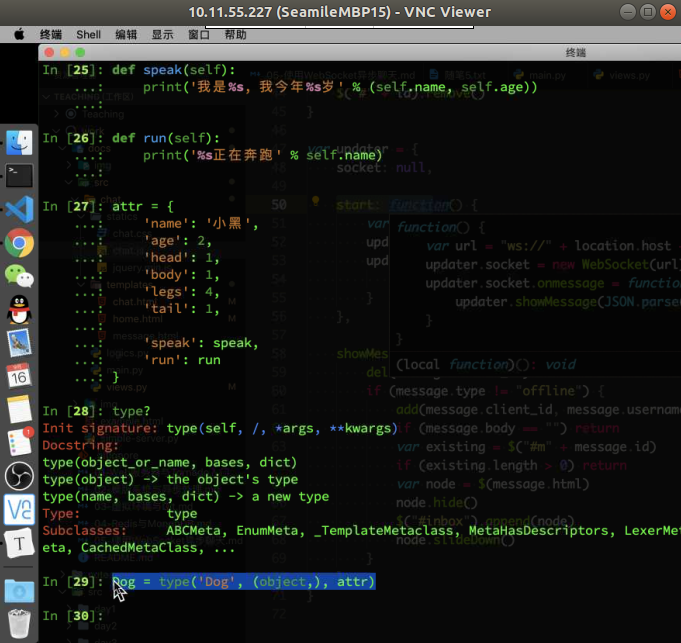 10.11.55.227 (SeamileMBP15) - VNC Viewer
终端 Shell 编辑 显示 窗口 帮助
终端
In [25]: def speak(self):
...: print('我是%s, 我今年%s岁' % (self.name, self.age))
...:
In [26]: def run(self):
...: print('%s正在奔跑' % self.name)
...:
In [27]: attr = {
...: 'name': '小黑',
...: 'age': 2,
...: 'head': 1,
...: 'body': 1,
...: 'legs': 4,
...: 'tail': 1,
...:
...: 'speak': speak,
...: 'run': run
...: }
In [28]: type?
Init signature: type(self, /, *args, **kwargs)
Docstring:
type(object_or_name, bases, dict)
type(object) -> the object's type
type(name, bases, dict) -> a new type
Type: type
Subclasses: ABCMeta, EnumMeta, _TemplateMetaclass, MetaHasDescriptors, LexerMet
eta, CachedMetaClass, ...
In [29]: Dog = type('Dog', (object,), attr)
In [30]:
main.py
views.py
var updater = {
socket: null,
50 start: function() {
function() {
var url = "ws://" + location.host
updater.socket = new WebSocket(url)
updater.socket.onmessage = functio
updater.showMessage(JSON.parse
}
}
(local function)(): void
if (message.type != "offline") {
add(message.client_id, message.username
if (message.body == "") return
var existing = $("#m" + message.id)
if (existing.length > 0) return
var node = $(message.html)
node.hide()
$("#inbox").append(node)
node.slideDown()
16